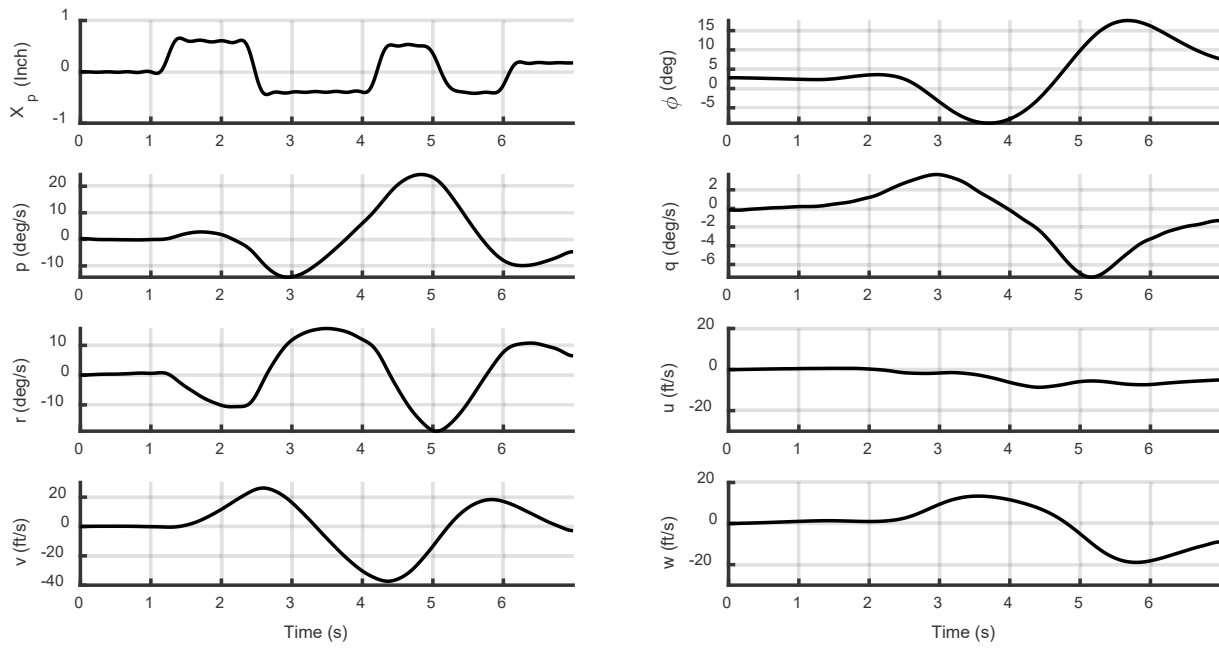 X_p (Inch)
1
0
-1
0 1 2 3 4 5 6
ϕ (deg)
15
10
5
0
-5
0 1 2 3 4 5 6
p (deg/s)
20
10
0
-10
0 1 2 3 4 5 6
q (deg/s)
2
0
-2
-4
-6
0 1 2 3 4 5 6
r (deg/s)
10
0
-10
0 1 2 3 4 5 6
u (ft/s)
20
0
-20
0 1 2 3 4 5 6
v (ft/s)
20
0
-20
-40
0 1 2 3 4 5 6
Time (s)
w (ft/s)
20
0
-20
0 1 2 3 4 5 6
Time (s)